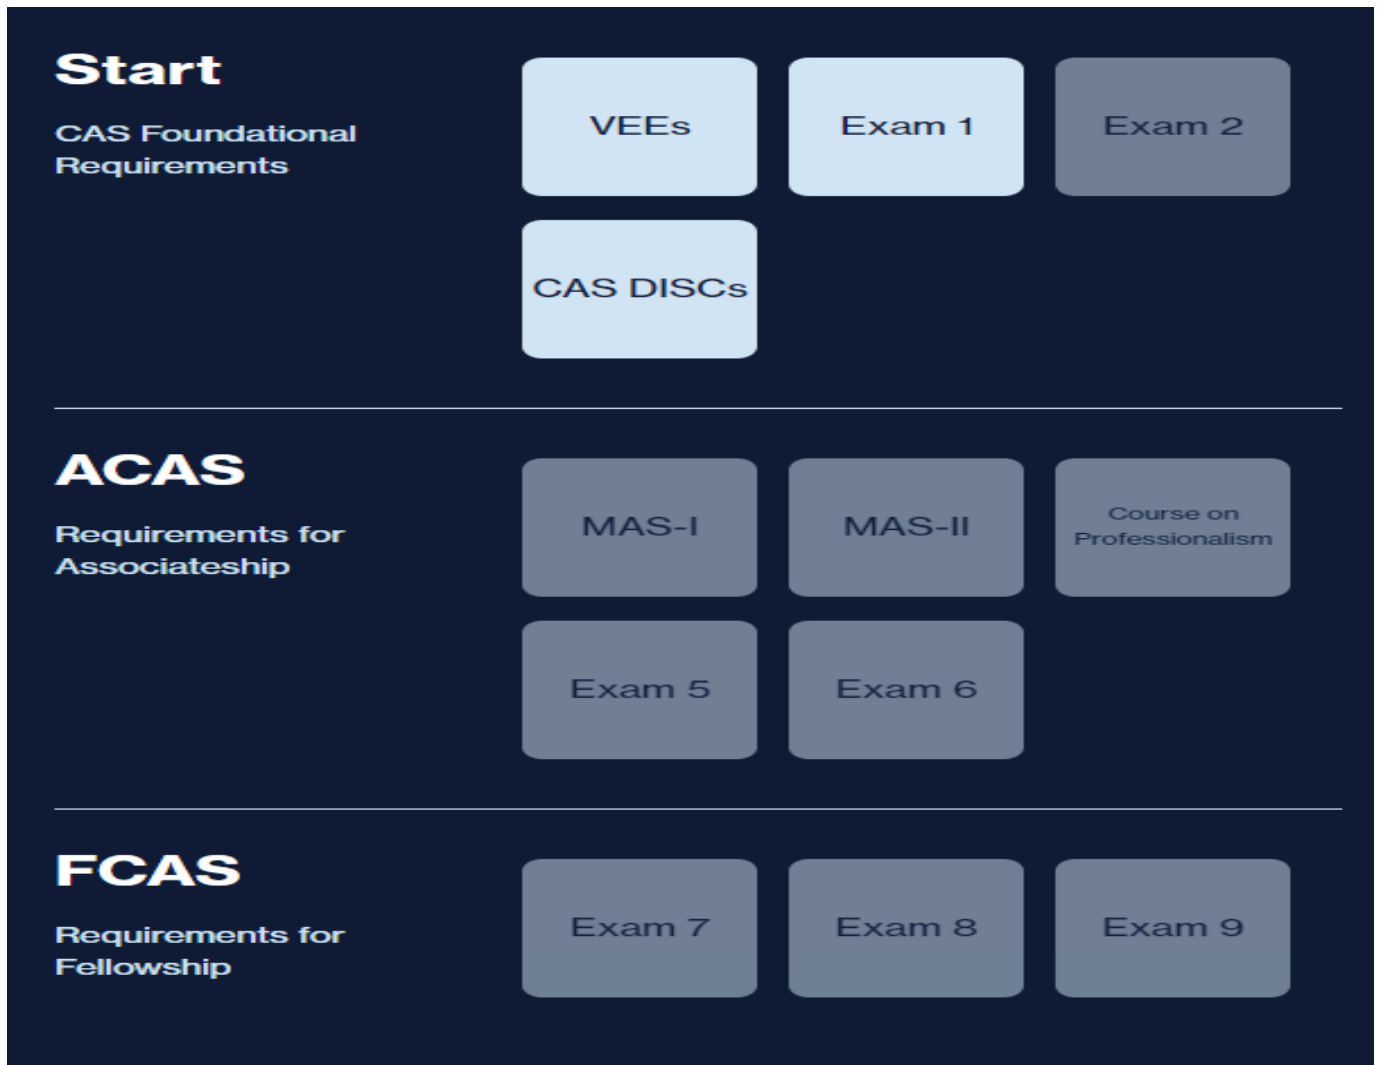 Start
CAS Foundational
Requirements
VEEs
Exam 1
Exam 2
CAS DISCs
ACAS
Requirements for
Associateship
MAS-I
MAS-II
Course on
Professionalism
Exam 5
Exam 6
FCAS
Requirements for
Fellowship
Exam 7
Exam 8
Exam 9